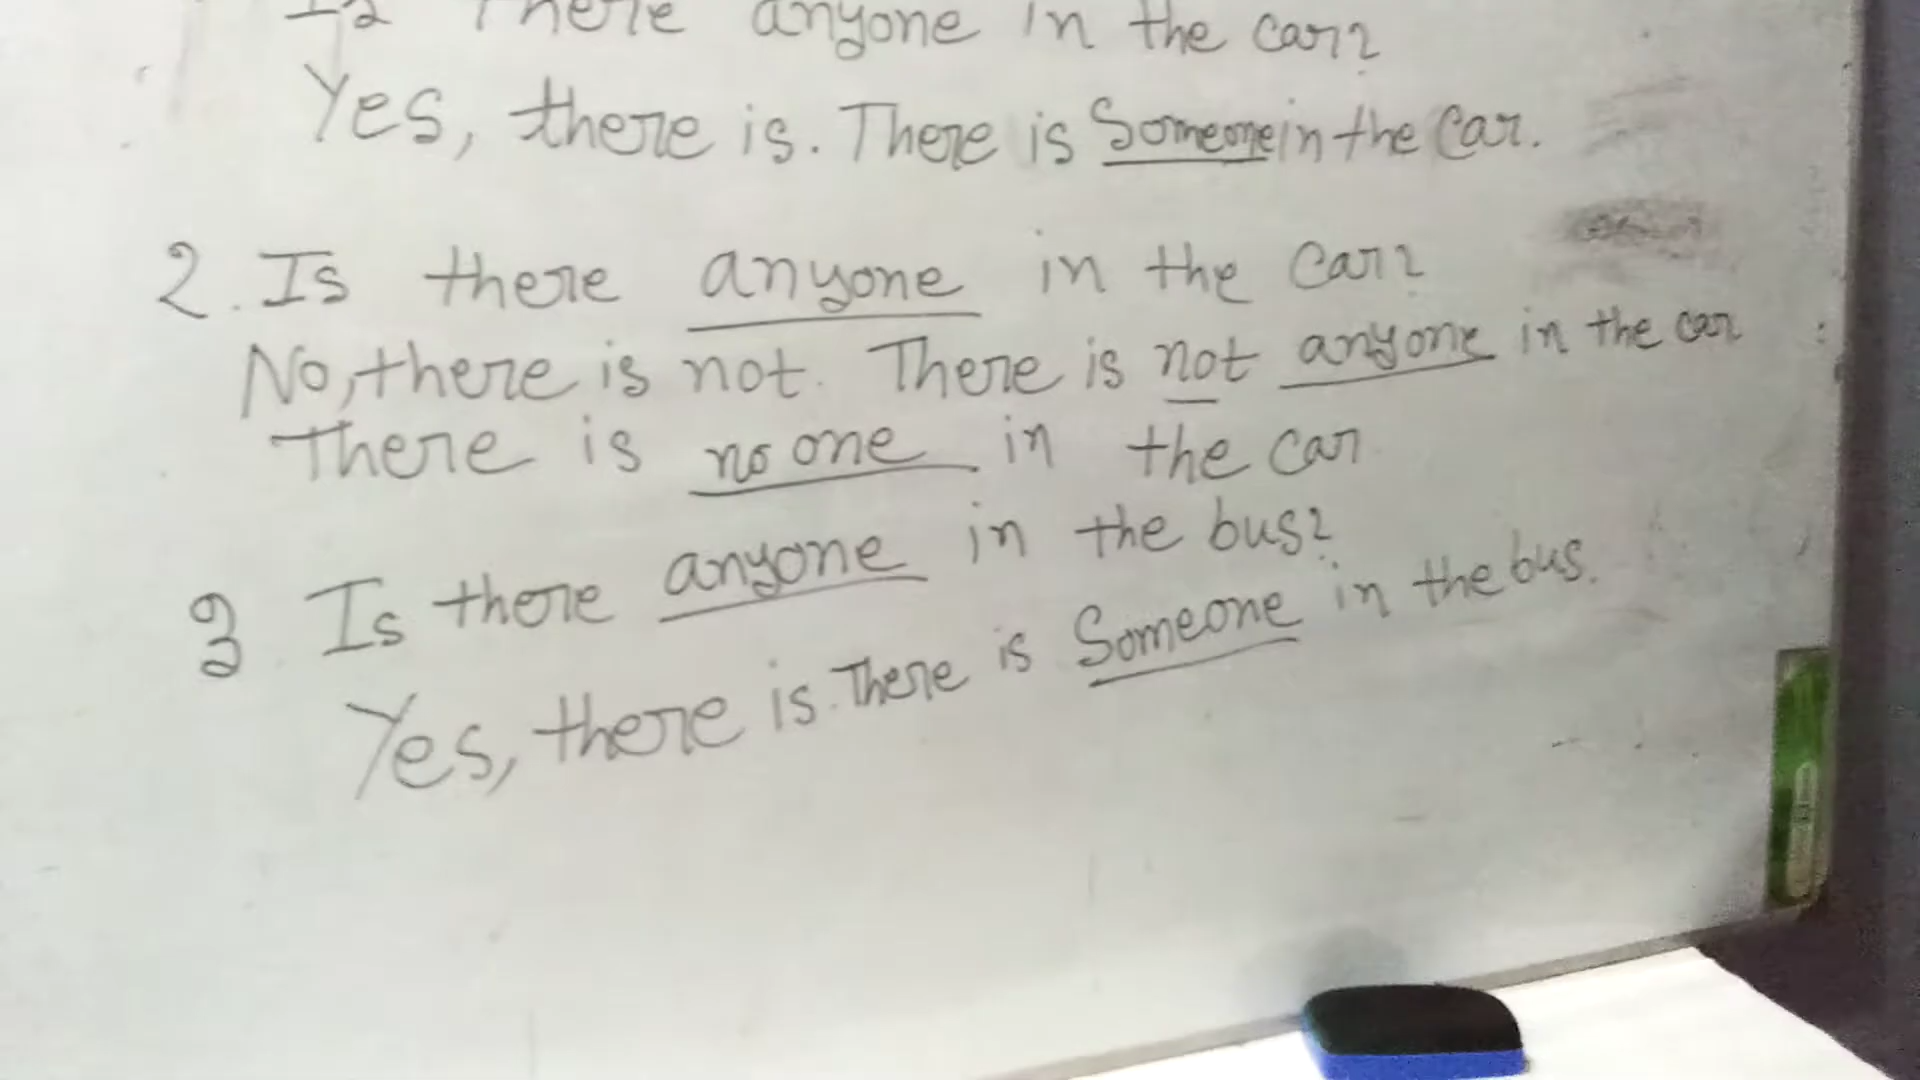 Is there anyone in the car?
Yes, there is. There is Someone in the Car.
2. Is there anyone in the Car?
No, there is not. There is not anyone in the car
There is no one in the car
3 Is there anyone in the bus?
Yes, there is. There is Someone in the bus.